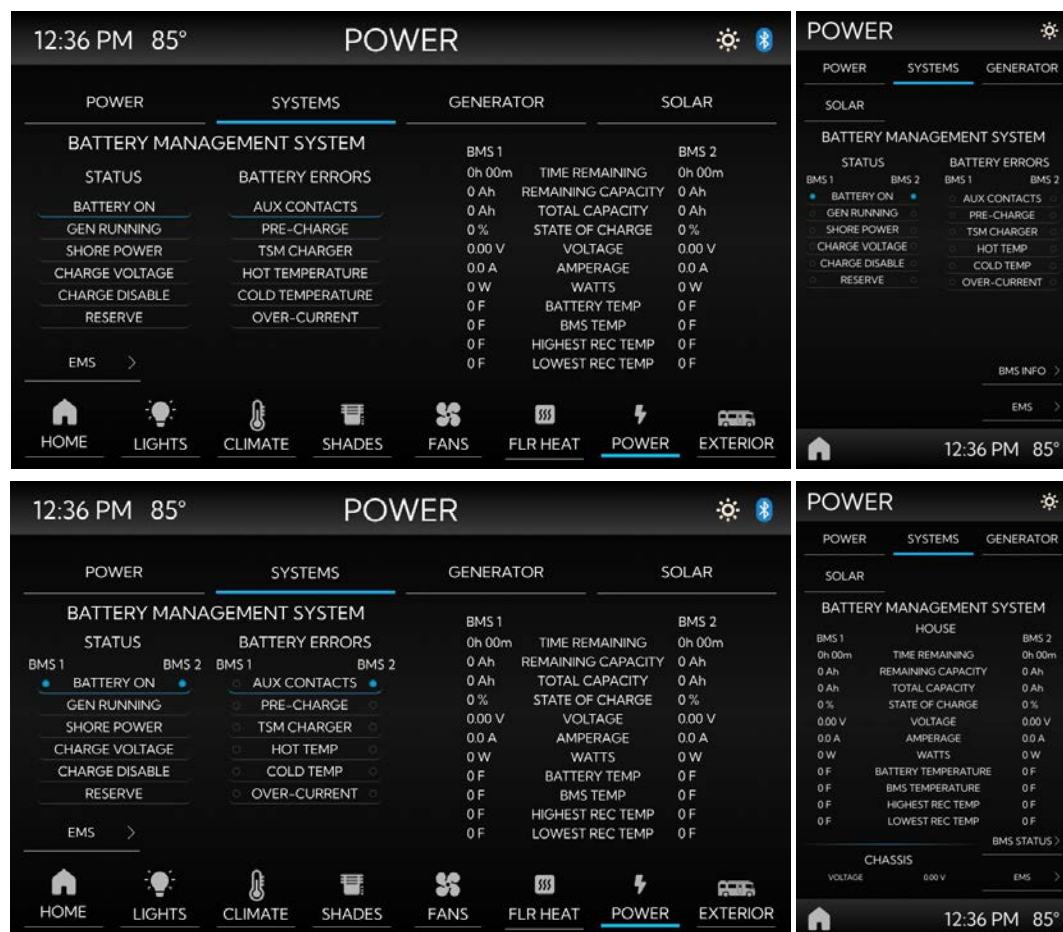 12:36 PM 85° POWER
POWER SYSTEMS GENERATOR SOLAR
BATTERY MANAGEMENT SYSTEM
STATUS BATTERY ERRORS
BATTERY ON AUX CONTACTS
GEN RUNNING PRE-CHARGE
SHORE POWER TSM CHARGER
CHARGE VOLTAGE HOT TEMPERATURE
CHARGE DISABLE COLD TEMPERATURE
RESERVE OVER-CURRENT
EMS >
BMS 1 BMS 2
0h 00m TIME REMAINING 0h 00m
0 Ah REMAINING CAPACITY 0 Ah
0 Ah TOTAL CAPACITY 0 Ah
0 % STATE OF CHARGE 0 %
0.00 V VOLTAGE 0.00 V
0.0 A AMPERAGE 0.0 A
0 W WATTS 0 W
0 F BATTERY TEMP 0 F
0 F BMS TEMP 0 F
0 F HIGHEST REC TEMP 0 F
0 F LOWEST REC TEMP 0 F
HOME LIGHTS CLIMATE SHADES FANS FLR HEAT POWER EXTERIOR
POWER
POWER SYSTEMS GENERATOR
SOLAR
BATTERY MANAGEMENT SYSTEM
STATUS BATTERY ERRORS
BMS 1 BMS 2 BMS 1 BMS 2
BATTERY ON AUX CONTACTS
GEN RUNNING PRE-CHARGE
SHORE POWER TSM CHARGER
CHARGE VOLTAGE HOT TEMP
CHARGE DISABLE COLD TEMP
RESERVE OVER-CURRENT
BMS INFO >
EMS >
12:36 PM 85°
12:36 PM 85° POWER
POWER SYSTEMS GENERATOR SOLAR
BATTERY MANAGEMENT SYSTEM
STATUS BATTERY ERRORS
BMS 1 BMS 2 BMS 1 BMS 2
BATTERY ON AUX CONTACTS
GEN RUNNING PRE-CHARGE
SHORE POWER TSM CHARGER
CHARGE VOLTAGE HOT TEMP
CHARGE DISABLE COLD TEMP
RESERVE OVER-CURRENT
EMS >
BMS 1 BMS 2
0h 00m TIME REMAINING 0h 00m
0 Ah REMAINING CAPACITY 0 Ah
0 Ah TOTAL CAPACITY 0 Ah
0 % STATE OF CHARGE 0 %
0.00 V VOLTAGE 0.00 V
0.0 A AMPERAGE 0.0 A
0 W WATTS 0 W
0 F BATTERY TEMP 0 F
0 F BMS TEMP 0 F
0 F HIGHEST REC TEMP 0 F
0 F LOWEST REC TEMP 0 F
HOME LIGHTS CLIMATE SHADES FANS FLR HEAT POWER EXTERIOR
POWER
POWER SYSTEMS GENERATOR
SOLAR
BATTERY MANAGEMENT SYSTEM
HOUSE
BMS 1 BMS 2
0h 00m TIME REMAINING 0h 00m
0 Ah REMAINING CAPACITY 0 Ah
0 Ah TOTAL CAPACITY 0 Ah
0 % STATE OF CHARGE 0 %
0.00 V VOLTAGE 0.00 V
0.0 A AMPERAGE 0.0 A
0 W WATTS 0 W
0 F BATTERY TEMPERATURE 0 F
0 F BMS TEMPERATURE 0 F
0 F HIGHEST REC TEMP 0 F
0 F LOWEST REC TEMP 0 F
BMS STATUS >
CHASSIS
VOLTAGE 0.00 V EMS >
12:36 PM 85°